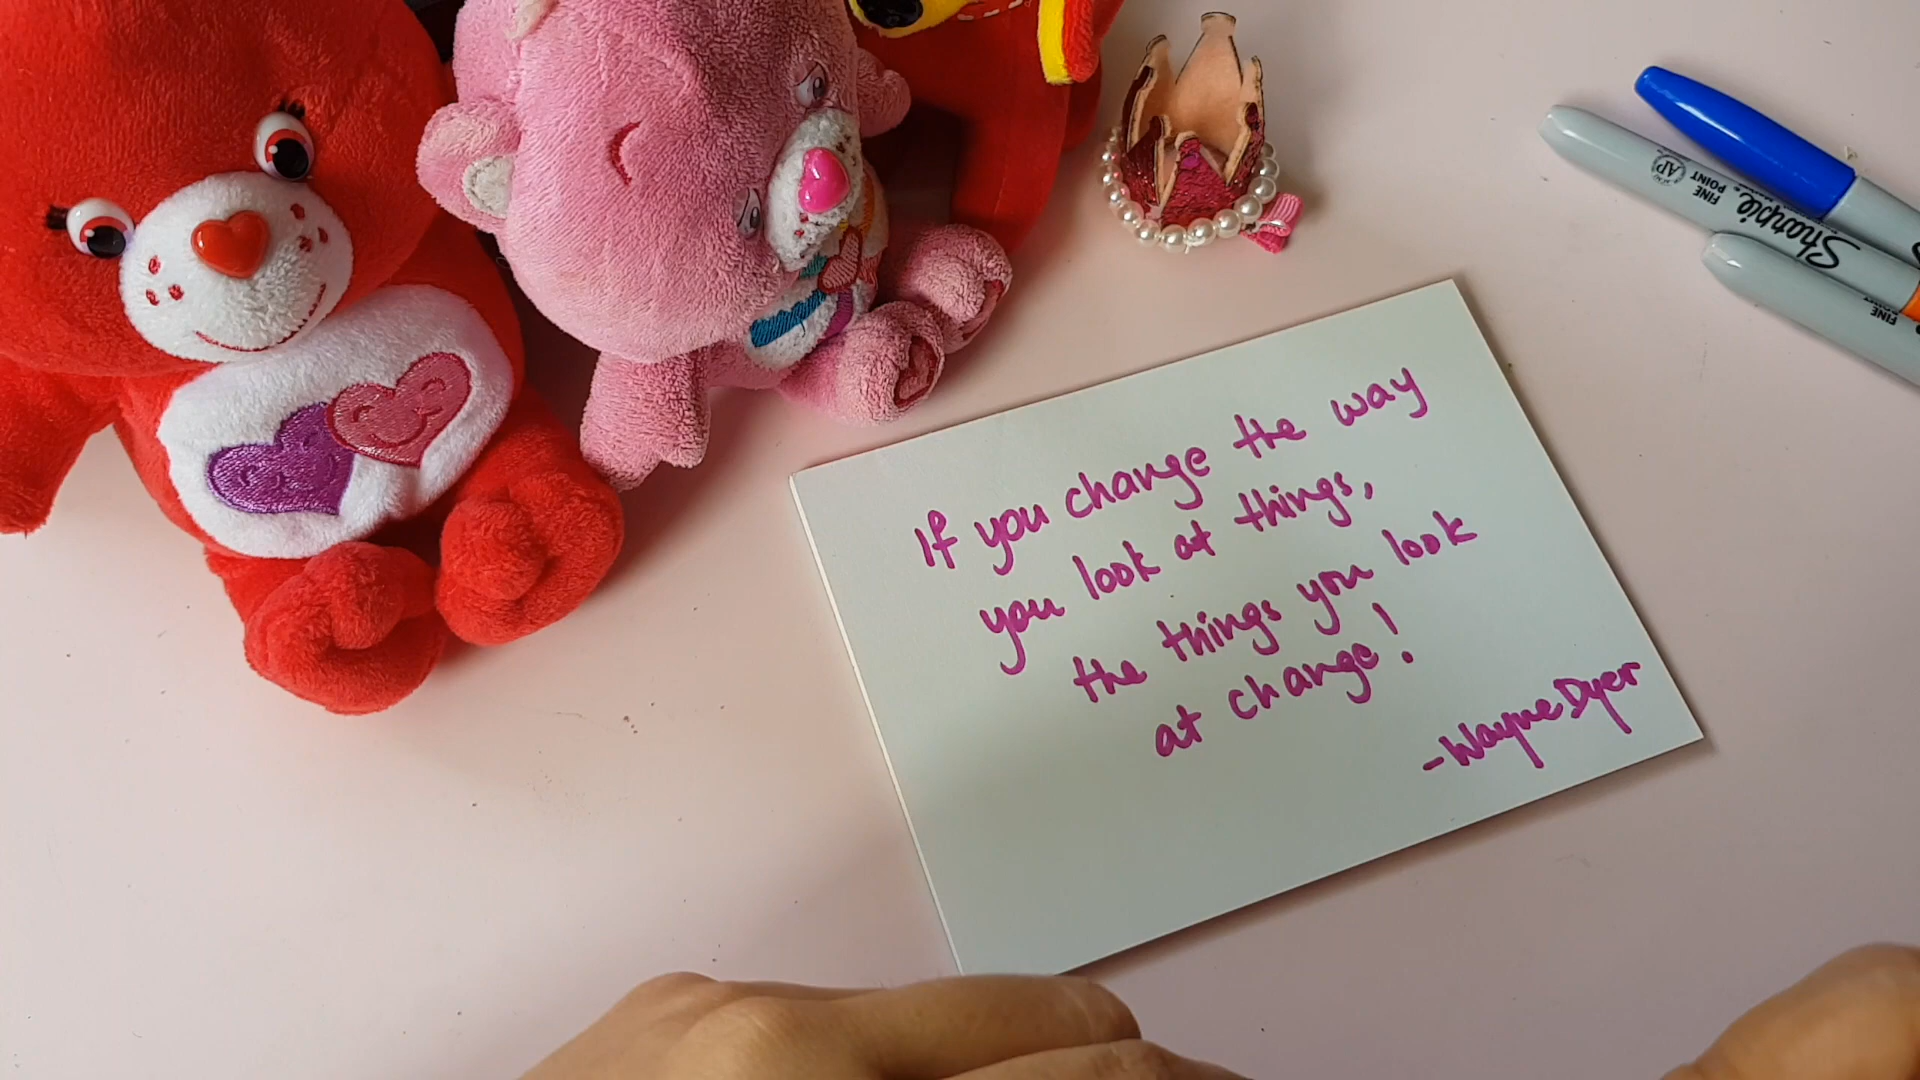 If you change the way
you look at things,
the things you look
at change!
-Wayne Dyer
Sharpie
FINE
POINT
AP
FINE
POINT